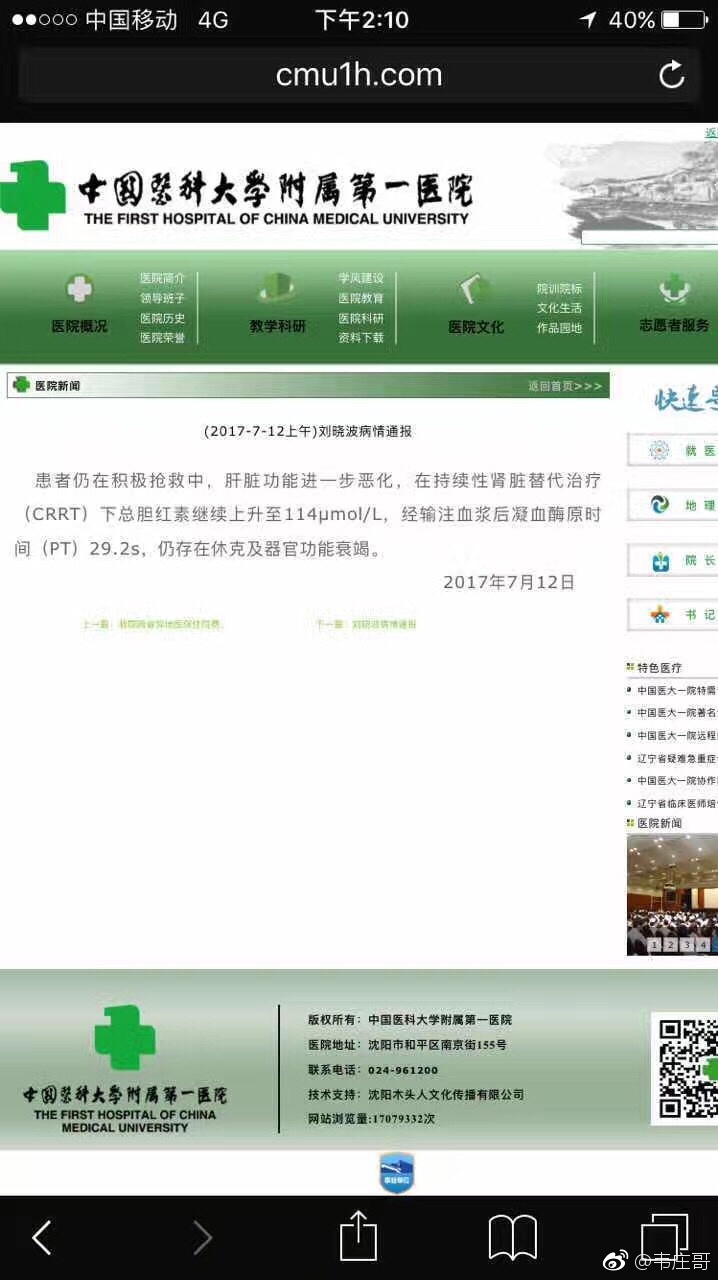 中国移动 4G 下午2:10 40%
cmu1h.com
返
中国医科大学附属第一医院
THE FIRST HOSPITAL OF CHINA MEDICAL UNIVERSITY
医院概况
医院简介
领导班子
医院历史
医院荣誉
教学科研
学风建设
医院教育
医院科研
资料下载
医院文化
院训院标
文化生活
作品园地
志愿者服务
医院新闻 返回首页>>>
(2017-7-12上午)刘晓波病情通报
患者仍在积极抢救中，肝脏功能进一步恶化，在持续性肾脏替代治疗
（CRRT）下总胆红素继续上升至114μmol/L，经输注血浆后凝血酶原时
间（PT）29.2s，仍存在休克及器官功能衰竭。
2017年7月12日
上一篇：我院跨省异地医保住院费.. 下一篇：刘晓波病情通报
快速
就 医
地 理
院 长
书 记
特色医疗
中国医大一院特需
中国医大一院著名
中国医大一院远程
辽宁省疑难急重症
中国医大一院协作
辽宁省临床医师培
医院新闻
1 2 3 4
中国医科大学附属第一医院
THE FIRST HOSPITAL OF CHINA
MEDICAL UNIVERSITY
版权所有：中国医科大学附属第一医院
医院地址：沈阳市和平区南京街155号
联系电话：024-961200
技术支持：沈阳木头人文化传播有限公司
网站浏览量:17079332次
事业单位
@韦庄哥